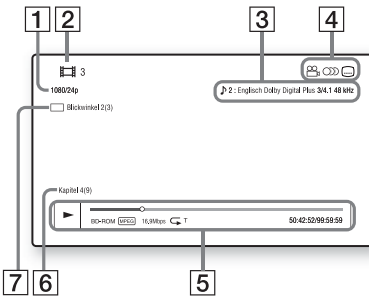 1 2 3 4
3
1080/24p
2 : Englisch Dolby Digital Plus 3/4.1 48 kHz
Blickwinkel 2(3)
Kapitel 4(9)
BD-ROM MPEG 16,9Mbps T 50:42:52/99:59:59
7 6 5